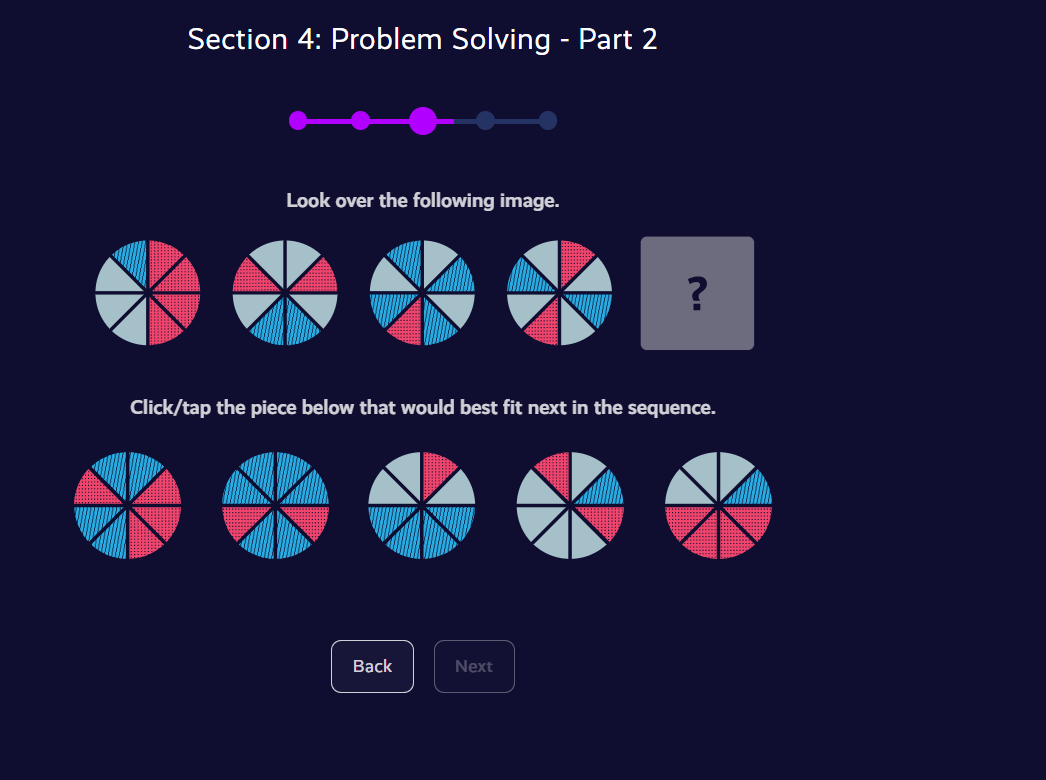 Section 4: Problem Solving - Part 2
Look over the following image.
?
Click/tap the piece below that would best fit next in the sequence.
Back
Next